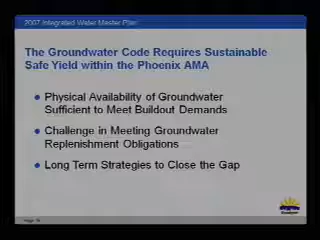 2007 Integrated Water Master Plan
The Groundwater Code Requires Sustainable
Safe Yield within the Phoenix AMA
Physical Availability of Groundwater
Sufficient to Meet Buildout Demands
Challenge in Meeting Groundwater
Replenishment Obligations
Long Term Strategies to Close the Gap